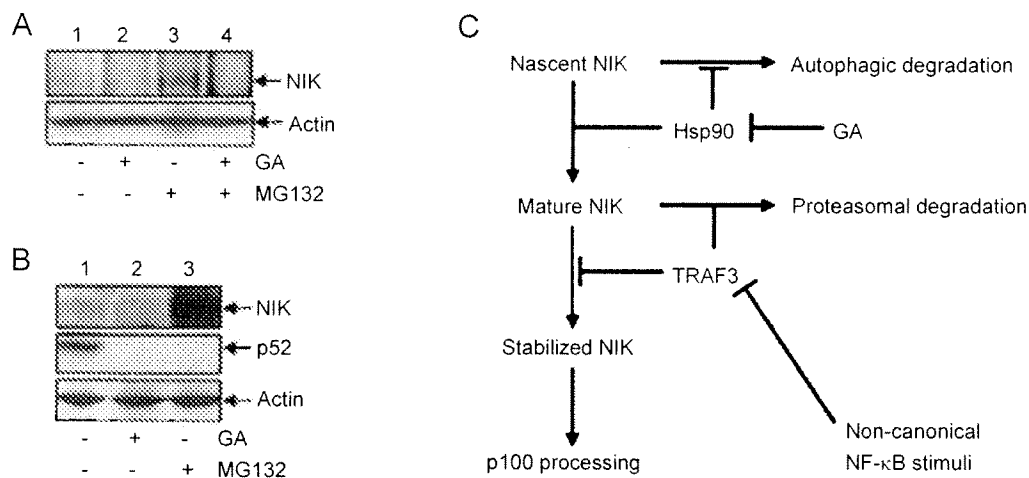 A
1 2 3 4
NIK
Actin
- + - + GA
- - + + MG132
B
1 2 3
NIK
p52
Actin
- + - GA
- - + MG132
C
Nascent NIK
Autophagic degradation
Hsp90
GA
Mature NIK
Proteasomal degradation
TRAF3
Stabilized NIK
Non-canonical
NF-κB stimuli
p100 processing